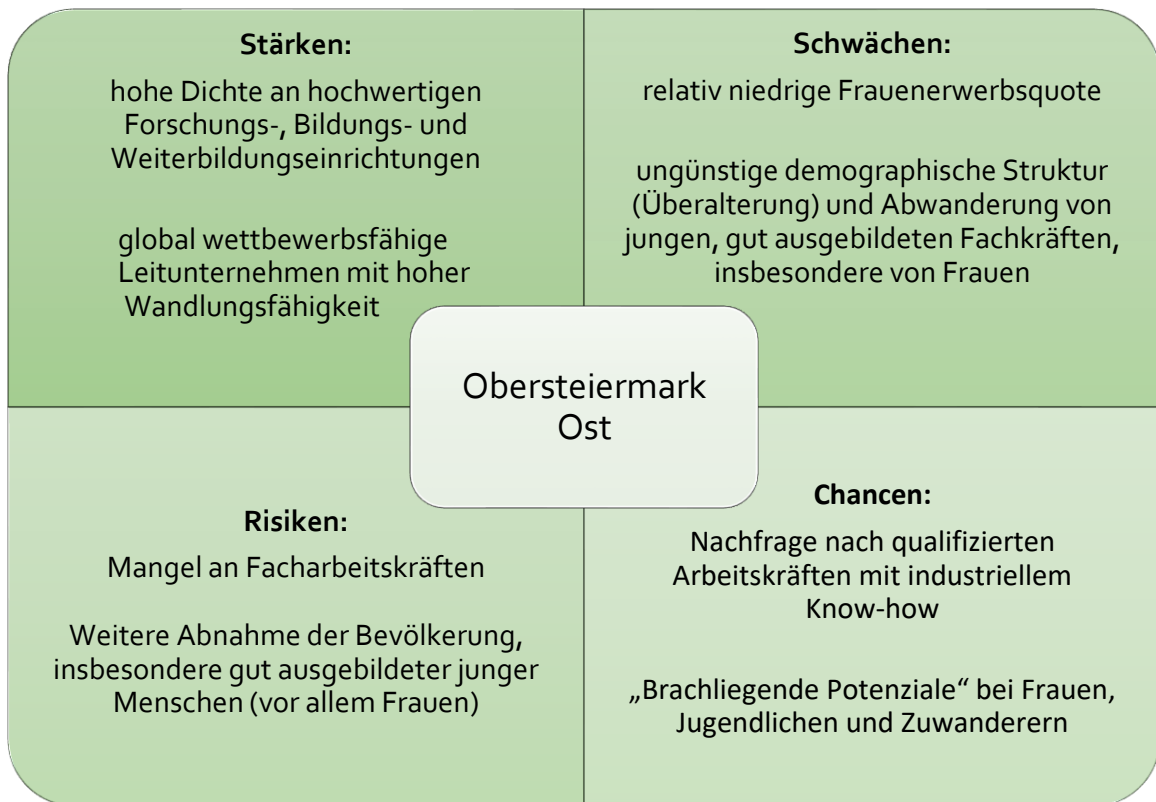 Stärken:
hohe Dichte an hochwertigen
Forschungs-, Bildungs- und
Weiterbildungseinrichtungen
global wettbewerbsfähige
Leitunternehmen mit hoher
Wandlungsfähigkeit
Schwächen:
relativ niedrige Frauenerwerbsquote
ungünstige demographische Struktur
(Überalterung) und Abwanderung von
jungen, gut ausgebildeten Fachkräften,
insbesondere von Frauen
Obersteiermark
Ost
Risiken:
Mangel an Facharbeitskräften
Weitere Abnahme der Bevölkerung,
insbesondere gut ausgebildeter junger
Menschen (vor allem Frauen)
Chancen:
Nachfrage nach qualifizierten
Arbeitskräften mit industriellem
Know-how
„Brachliegende Potenziale“ bei Frauen,
Jugendlichen und Zuwanderern